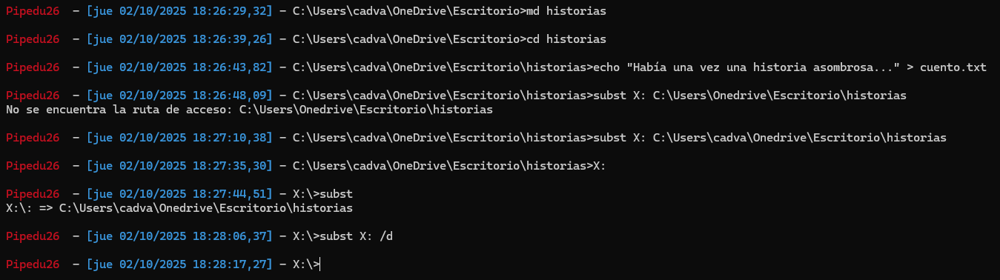 Pipedu26 - [jue 02/10/2025 18:26:29,32] - C:\Users\cadva\OneDrive\Escritorio>md historias
Pipedu26 - [jue 02/10/2025 18:26:39,26] - C:\Users\cadva\OneDrive\Escritorio>cd historias
Pipedu26 - [jue 02/10/2025 18:26:43,82] - C:\Users\cadva\OneDrive\Escritorio\historias>echo "Había una vez una historia asombrosa..." > cuento.txt
Pipedu26 - [jue 02/10/2025 18:26:48,09] - C:\Users\cadva\OneDrive\Escritorio\historias>subst X: C:\Users\Onedrive\Escritorio\historias
No se encuentra la ruta de acceso: C:\Users\Onedrive\Escritorio\historias
Pipedu26 - [jue 02/10/2025 18:27:10,38] - C:\Users\cadva\OneDrive\Escritorio\historias>subst X: C:\Users\cadva\Onedrive\Escritorio\historias
Pipedu26 - [jue 02/10/2025 18:27:35,30] - C:\Users\cadva\OneDrive\Escritorio\historias>X:
Pipedu26 - [jue 02/10/2025 18:27:44,51] - X:\>subst
X:\: => C:\Users\cadva\Onedrive\Escritorio\historias
Pipedu26 - [jue 02/10/2025 18:28:06,37] - X:\>subst X: /d
Pipedu26 - [jue 02/10/2025 18:28:17,27] - X:\>